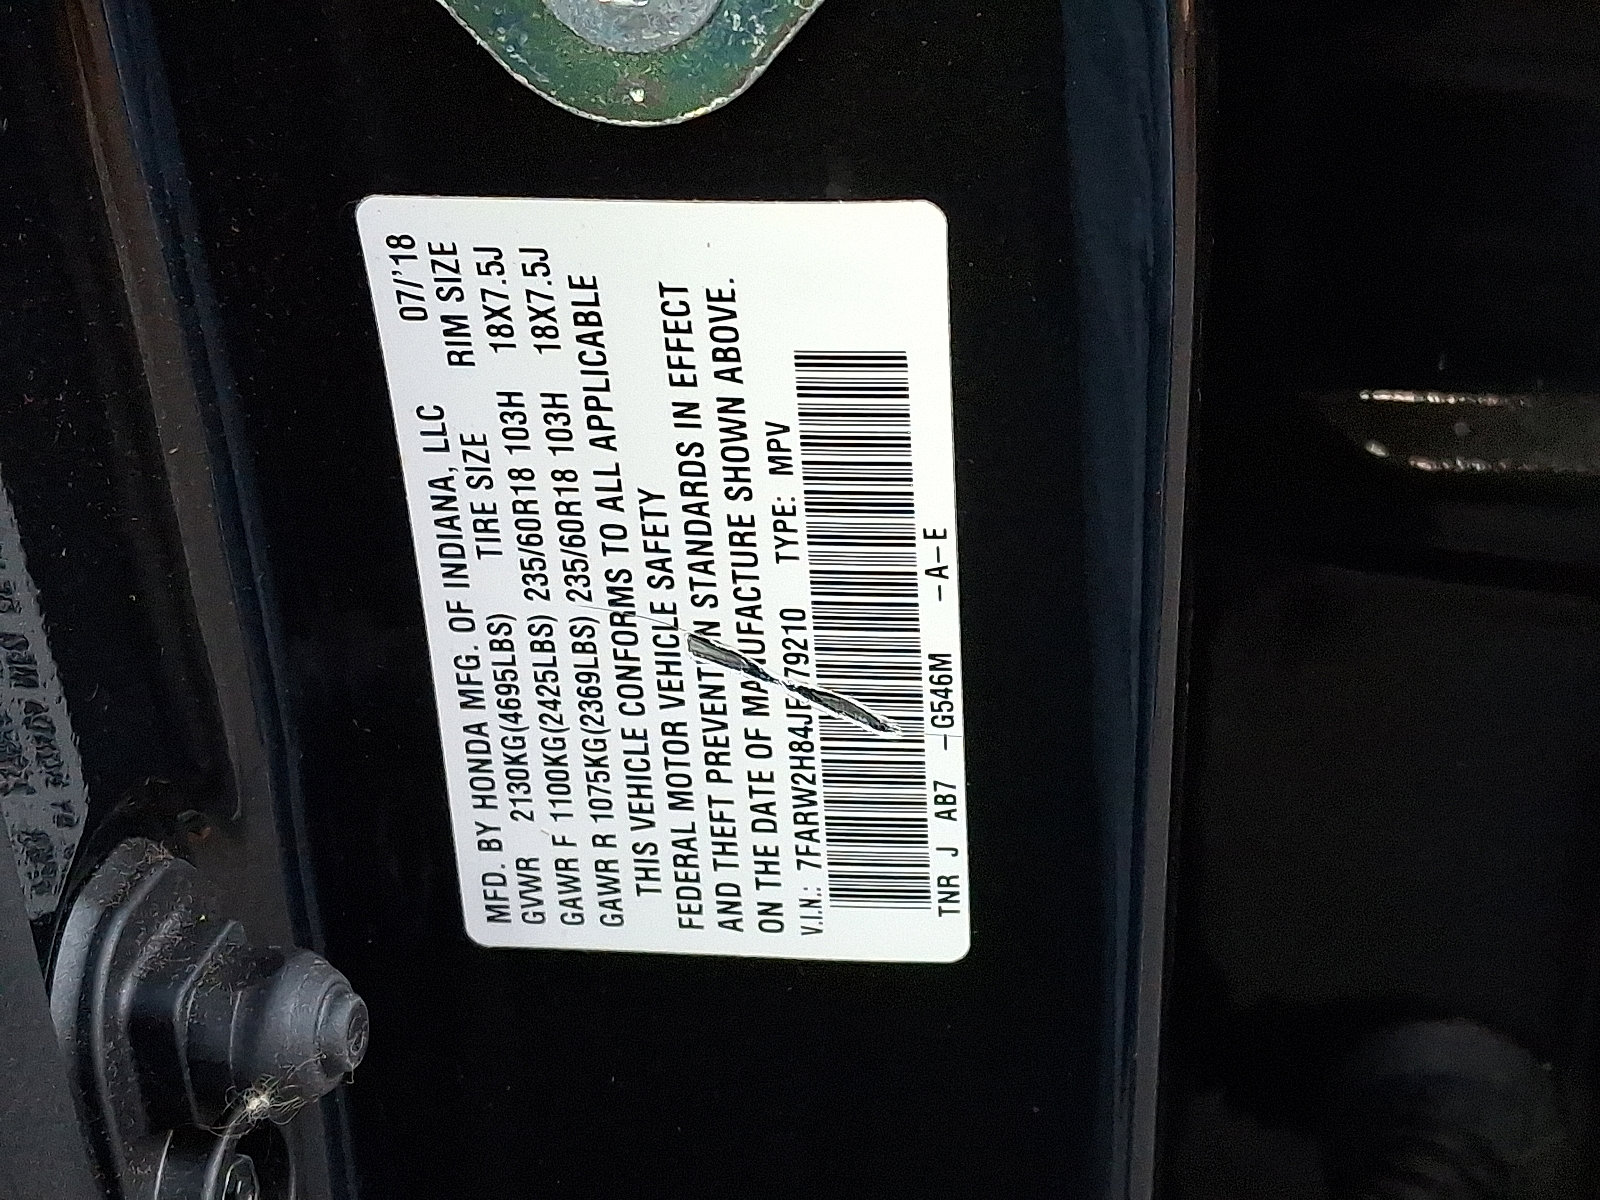 MFD. BY HONDA MFG. OF INDIANA, LLC 07/'18
GVWR 2130KG(4695LBS) TIRE SIZE RIM SIZE
GAWR F 1100KG(2425LBS) 235/60R18 103H 18X7.5J
GAWR R 1075KG(2369LBS) 235/60R18 103H 18X7.5J
THIS VEHICLE CONFORMS TO ALL APPLICABLE
FEDERAL MOTOR VEHICLE SAFETY
AND THEFT PREVENTION STANDARDS IN EFFECT
ON THE DATE OF MANUFACTURE SHOWN ABOVE.
V.I.N.: TYPE: MPV
TNR J AB7 -G546M -A-E